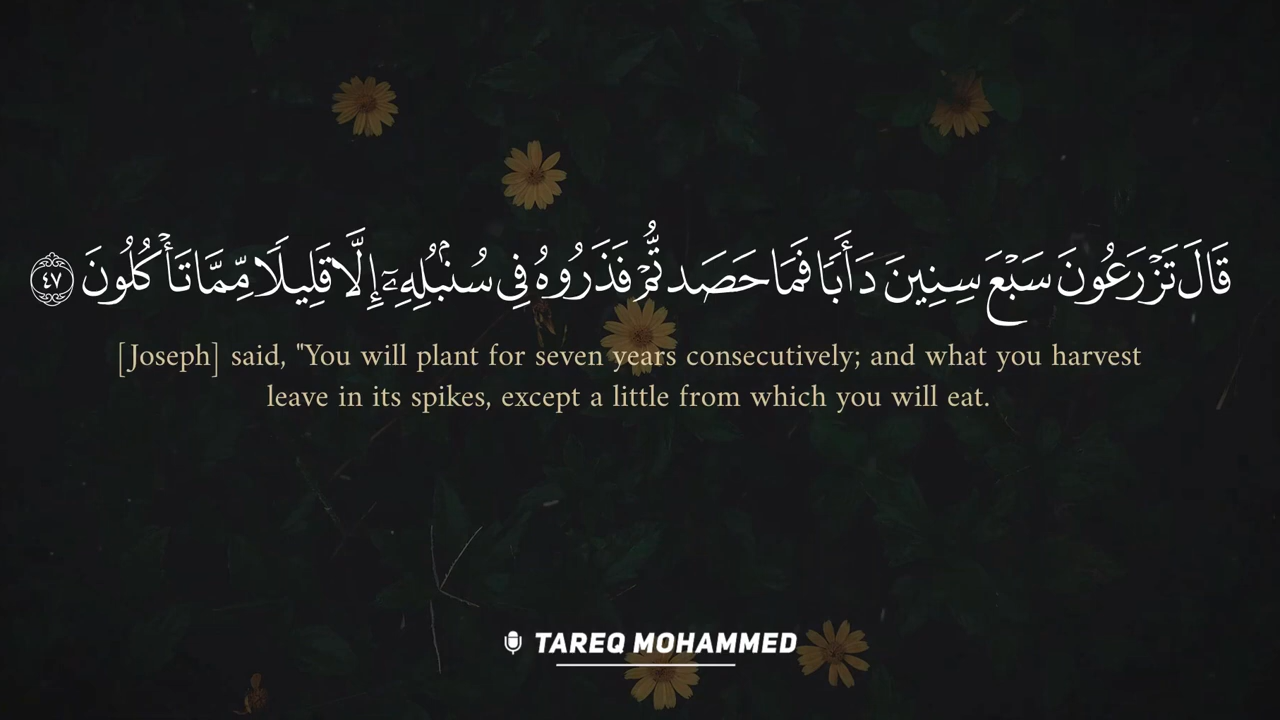 قَالَ تَزْرَعُونَ سَبْعَ سِنِينَ دَأَبًا فَمَا حَصَدتُّمْ فَذَرُوهُ فِى سُنۢبُلِهِۦٓ إِلَّا قَلِيلًا مِّمَّا تَأْكُلُونَ ٤٧
[Joseph] said, "You will plant for seven years consecutively; and what you harvest
leave in its spikes, except a little from which you will eat.
TAREQ MOHAMMED